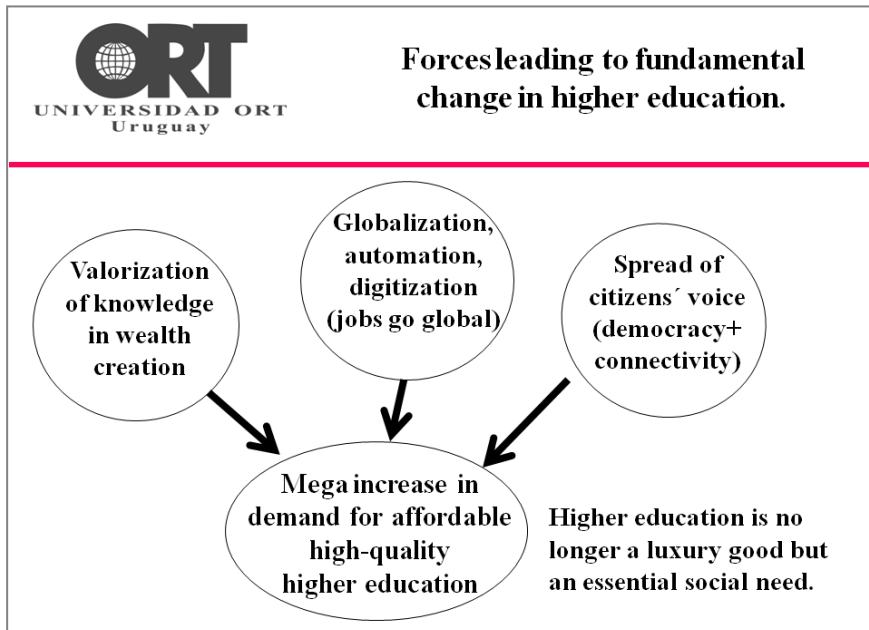 ORT
UNIVERSIDAD ORT
Uruguay
Forces leading to fundamental
change in higher education.
Valorization
of knowledge
in wealth
creation
Globalization,
automation,
digitization
(jobs go global)
Spread of
citizens´ voice
(democracy+
connectivity)
Mega increase in
demand for affordable
high-quality
higher education
Higher education is no
longer a luxury good but
an essential social need.